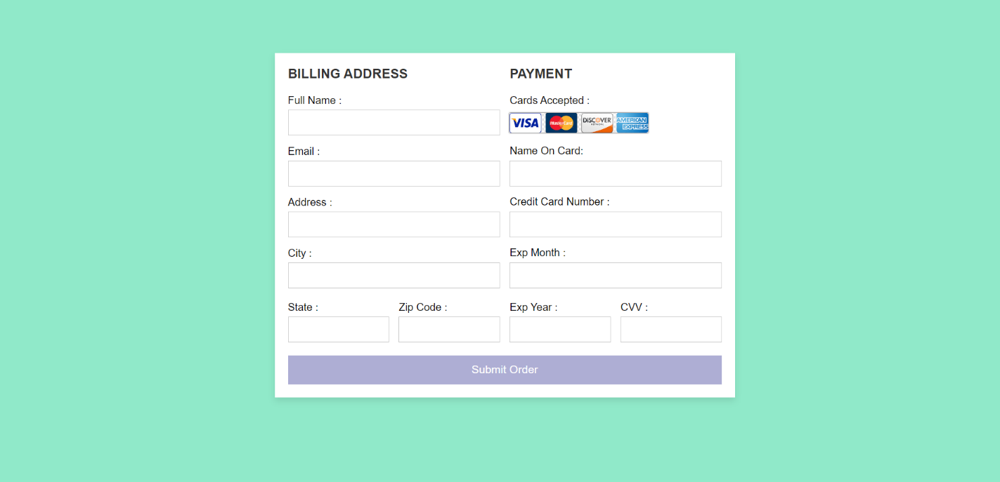 BILLING ADDRESS
Full Name :
Email :
Address :
City :
State :
Zip Code :
PAYMENT
Cards Accepted :
VISA
MasterCard
DISCOVER
NETWORK
AMERICAN
EXPRESS
Name On Card:
Credit Card Number :
Exp Month :
Exp Year :
CVV :
Submit Order